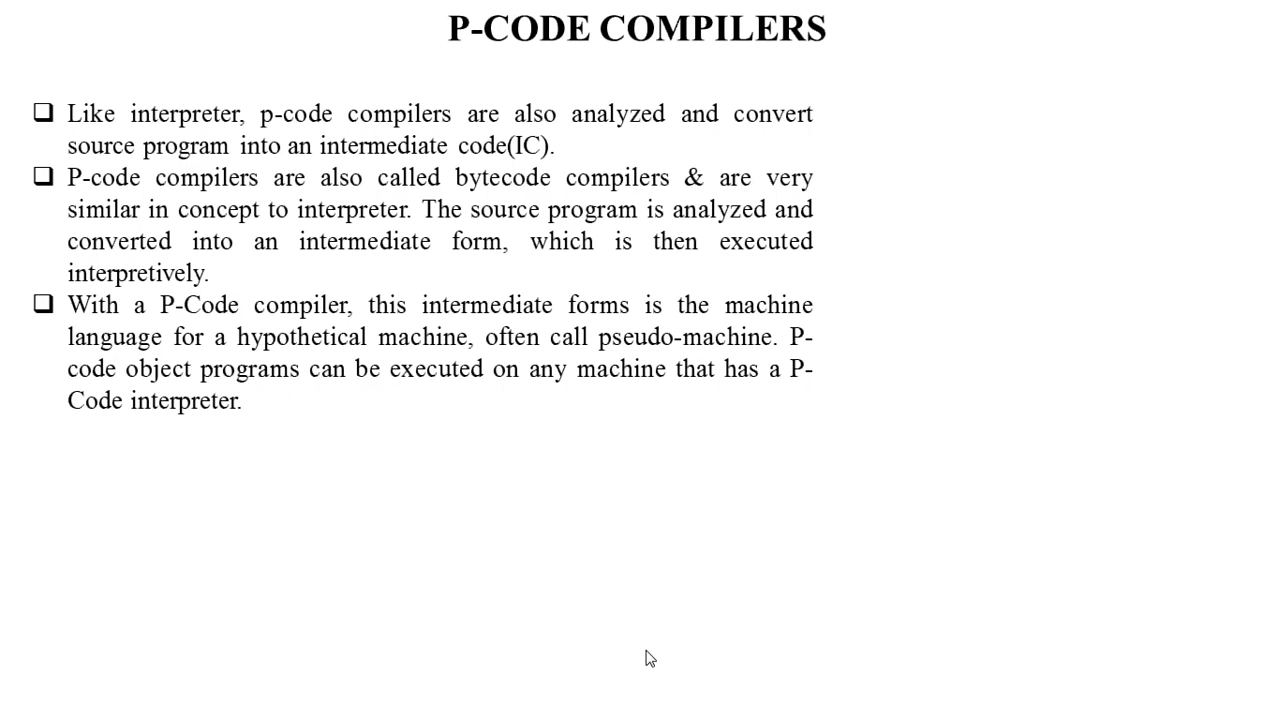 P-CODE COMPILERS
Like interpreter, p-code compilers are also analyzed and convert
source program into an intermediate code(IC).
P-code compilers are also called bytecode compilers & are very
similar in concept to interpreter. The source program is analyzed and
converted into an intermediate form, which is then executed
interpretively.
With a P-Code compiler, this intermediate forms is the machine
language for a hypothetical machine, often call pseudo-machine. P-
code object programs can be executed on any machine that has a P-
Code interpreter.